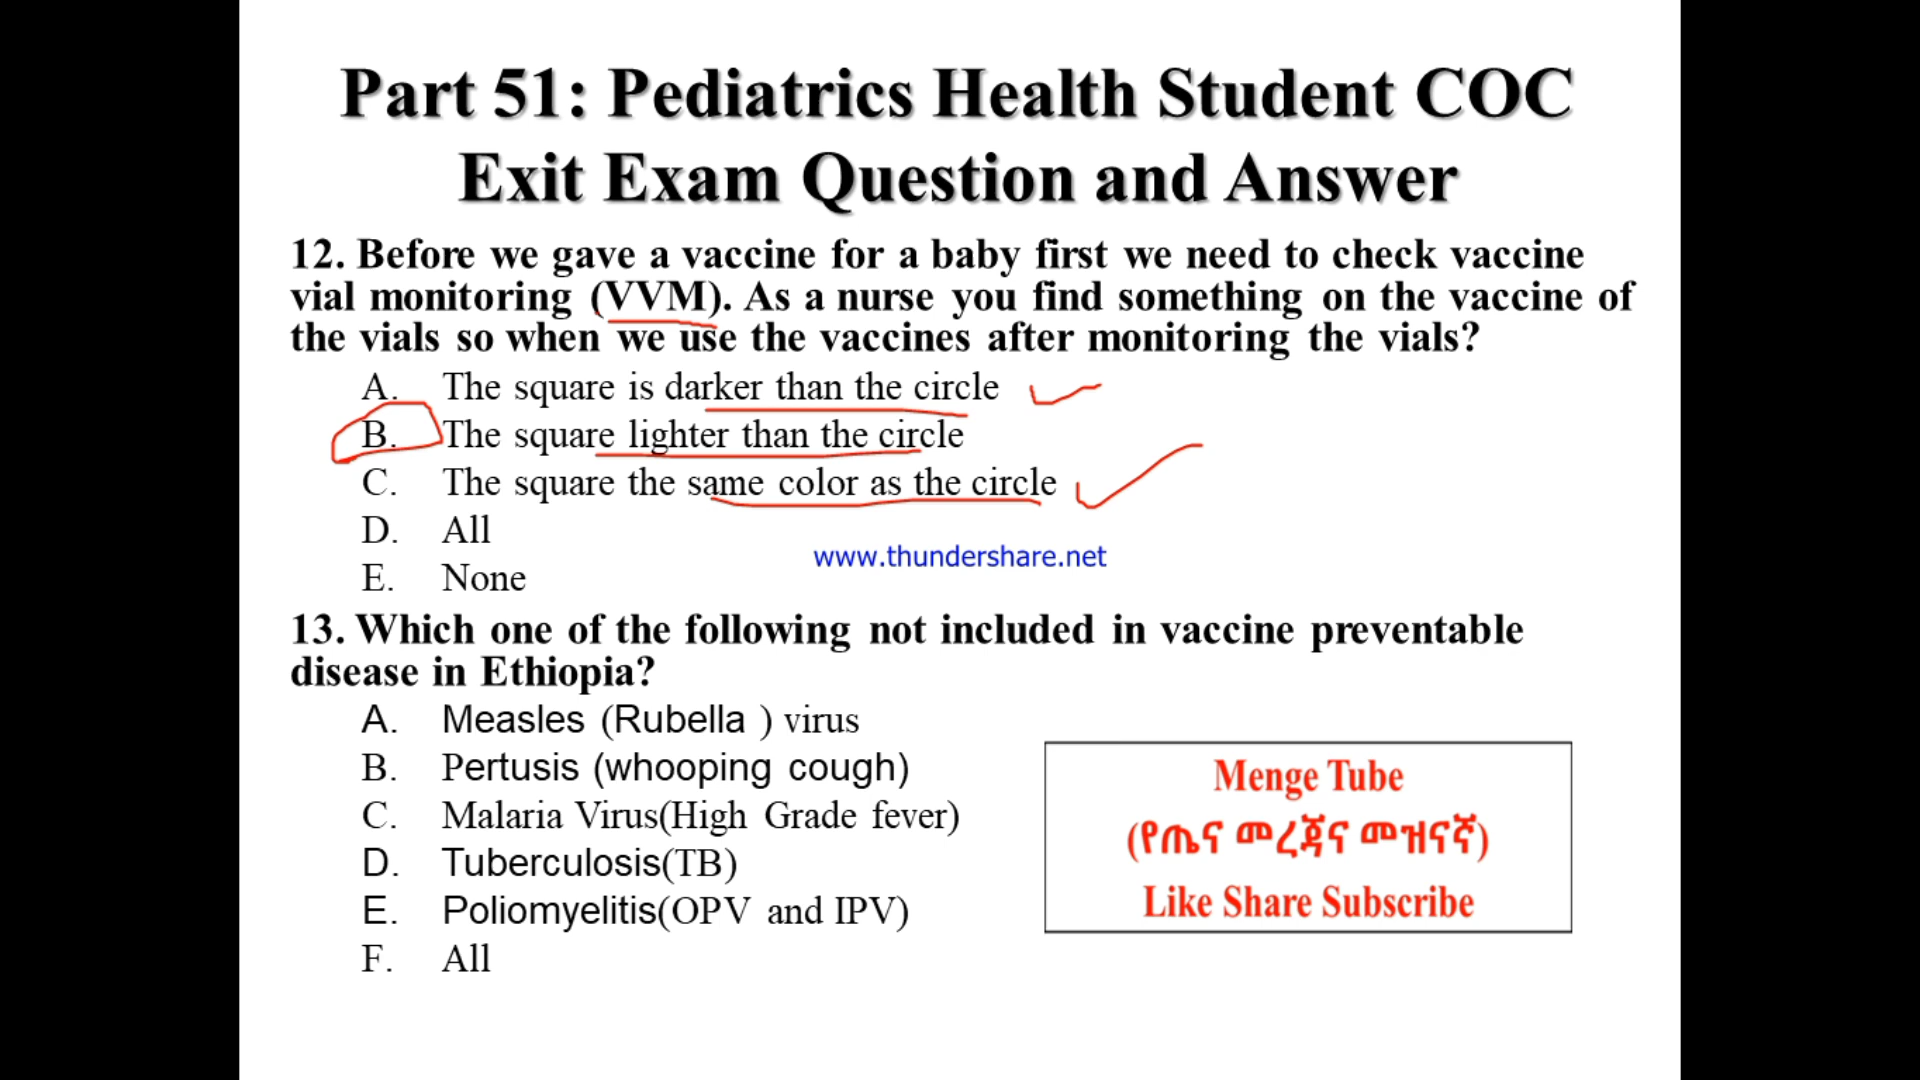 Part 51: Pediatrics Health Student COC
Exit Exam Question and Answer
12. Before we gave a vaccine for a baby first we need to check vaccine
vial monitoring (VVM). As a nurse you find something on the vaccine of
the vials so when we use the vaccines after monitoring the vials?
A. The square is darker than the circle
B. The square lighter than the circle
C. The square the same color as the circle
D. All
E. None
www.thundershare.net
13. Which one of the following not included in vaccine preventable
disease in Ethiopia?
A. Measles (Rubella ) virus
B. Pertusis (whooping cough)
C. Malaria Virus(High Grade fever)
D. Tuberculosis(TB)
E. Poliomyelitis(OPV and IPV)
F. All
Menge Tube
(የጤና መረጃና መዝናኛ)
Like Share Subscribe